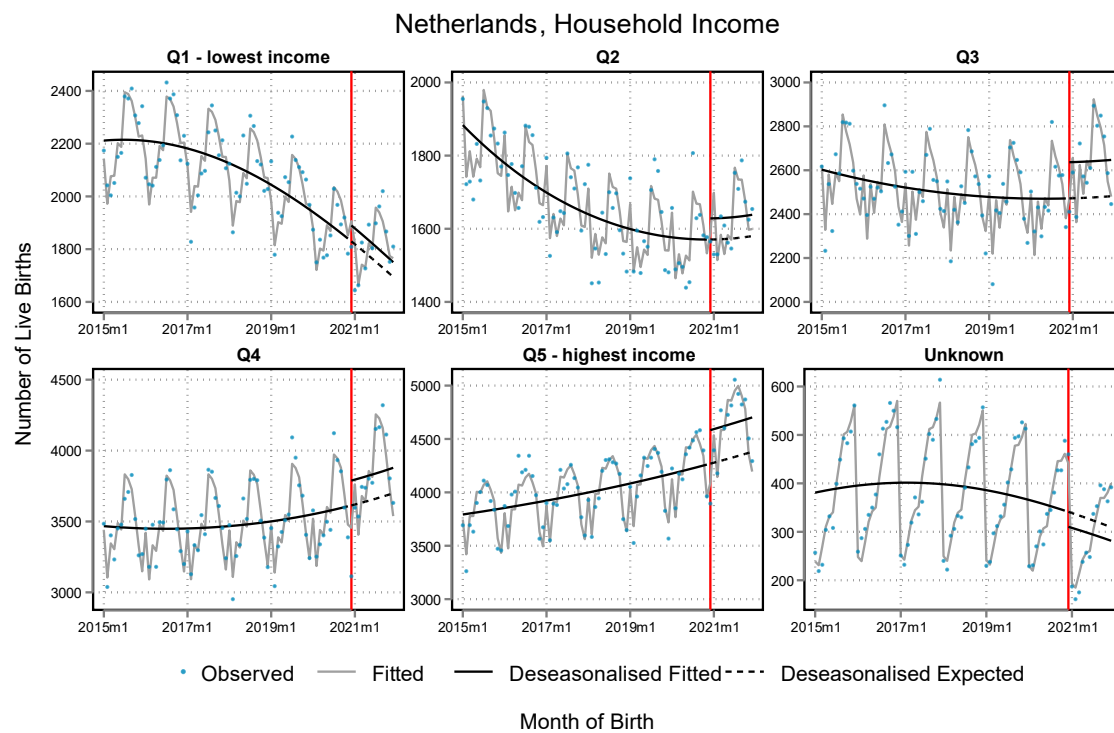 Netherlands, Household Income
Number of Live Births
Q1 - lowest income
2400
2200
2000
1800
1600
2015m1 2017m1 2019m1 2021m1
Q2
2000
1800
1600
1400
2015m1 2017m1 2019m1 2021m1
Q3
3000
2800
2600
2400
2200
2000
2015m1 2017m1 2019m1 2021m1
Q4
4500
4000
3500
3000
2015m1 2017m1 2019m1 2021m1
Q5 - highest income
5000
4500
4000
3500
3000
2015m1 2017m1 2019m1 2021m1
Unknown
600
500
400
300
200
2015m1 2017m1 2019m1 2021m1
Observed Fitted Deseasonalised Fitted Deseasonalised Expected
Month of Birth